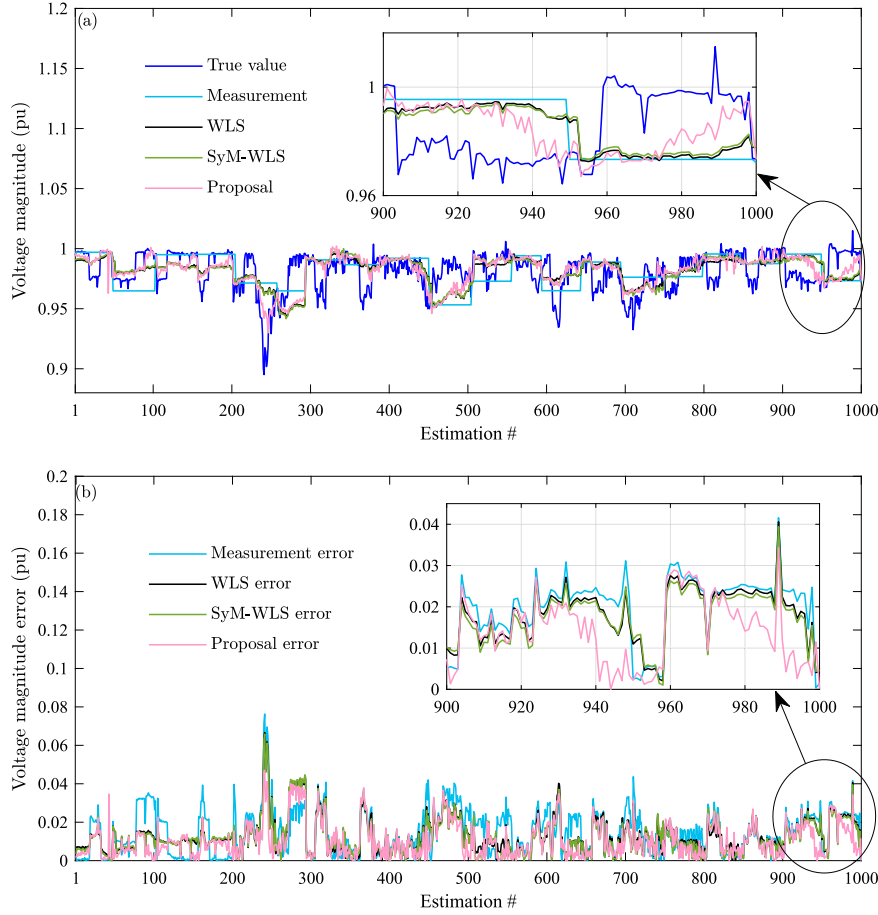 (a)
1.2
1.15
1.1
1.05
1
0.95
0.9
Voltage magnitude (pu)
True value
Measurement
WLS
SyM-WLS
Proposal
1
0.96
900 920 940 960 980 1000
1 100 200 300 400 500 600 700 800 900 1000
Estimation #
(b)
0.2
0.18
0.16
0.14
0.12
0.1
0.08
0.06
0.04
0.02
0
Voltage magnitude error (pu)
Measurement error
WLS error
SyM-WLS error
Proposal error
0.04
0.03
0.02
0.01
0
900 920 940 960 980 1000
1 100 200 300 400 500 600 700 800 900 1000
Estimation #